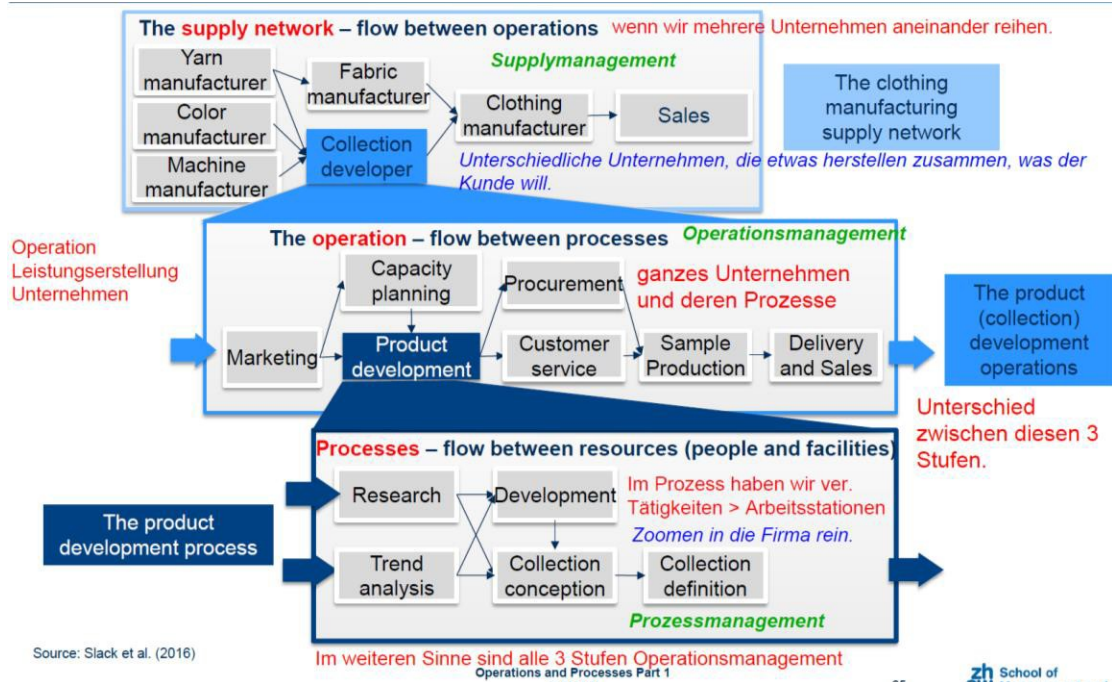 The supply network – flow between operations
wenn wir mehrere Unternehmen aneinander reihen.
Supplymanagement
Yarn
manufacturer
Fabric
manufacturer
Color
manufacturer
Clothing
manufacturer
Sales
Collection
developer
Machine
manufacturer
Unterschiedliche Unternehmen, die etwas herstellen zusammen, was der
Kunde will.
The clothing
manufacturing
supply network
Operation
Leistungserstellung
Unternehmen
The operation – flow between processes
Operationsmanagement
Capacity
planning
Procurement
ganzes Unternehmen
und deren Prozesse
Marketing
Product
development
Customer
service
Sample
Production
Delivery
and Sales
The product
(collection)
development
operations
Unterschied
zwischen diesen 3
Stufen.
Processes – flow between resources (people and facilities)
Research
Development
Im Prozess haben wir ver.
Tätigkeiten > Arbeitsstationen
Zoomen in die Firma rein.
The product
development process
Trend
analysis
Collection
conception
Collection
definition
Prozessmanagement
Source: Slack et al. (2016)
Im weiteren Sinne sind alle 3 Stufen Operationsmanagement
Operations and Processes Part 1
zh
School of